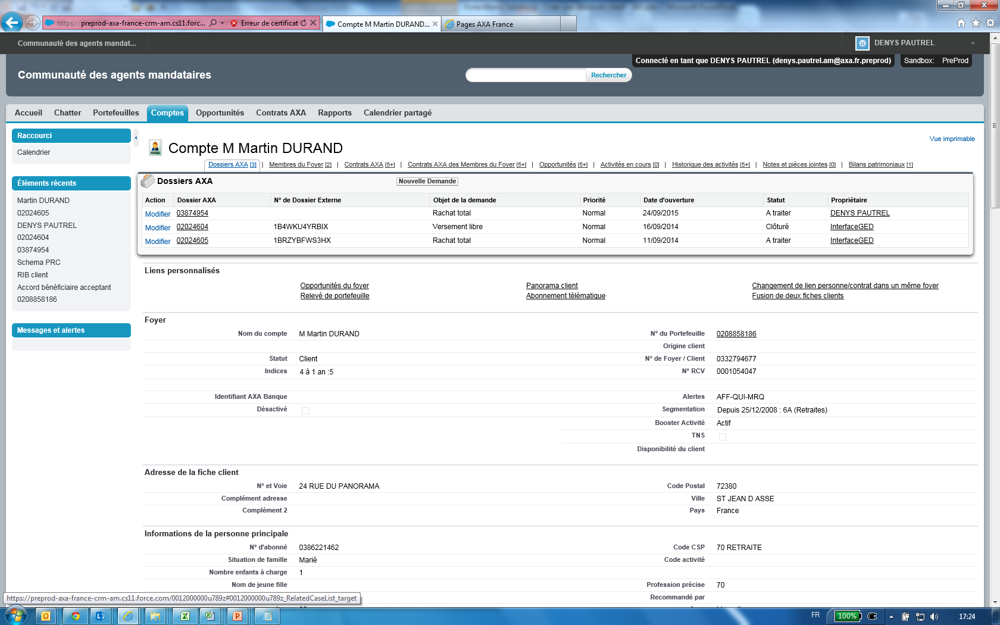 https://preprod-axa-france-crm-am.cs11.forc... Erreur de certificat Compte M Martin DURAND... Pages AXA France
Communauté des agents mandat... DENYS PAUTREL
Connecté en tant que DENYS PAUTREL (denys.pautrel.am@axa.fr.preprod) Sandbox: PreProd
Communauté des agents mandataires Rechercher
Accueil Chatter Portefeuilles Comptes Opportunités Contrats AXA Rapports Calendrier partagé
Raccourci
Calendrier
Éléments récents
Martin DURAND
02024605
DENYS PAUTREL
02024604
03874954
Schema PRC
RIB client
Accord bénéficiaire acceptant
0208858186
Messages et alertes
Compte M Martin DURAND
Vue imprimable
Dossiers AXA [3] | Membres du Foyer [2] | Contrats AXA [5+] | Contrats AXA des Membres du Foyer [5+] | Opportunités [5+] | Activités en cours [0] | Historique des activités [5+] | Notes et pièces jointes [0] | Bilans patrimoniaux [1]
Dossiers AXA Nouvelle Demande
Action Dossier AXA N° de Dossier Externe Objet de la demande Priorité Date d'ouverture Statut Propriétaire
Modifier 03874954 Rachat total Normal 24/09/2015 A traiter DENYS PAUTREL
Modifier 02024604 1B4WKU4YRBIX Versement libre Normal 16/09/2014 Clôturé InterfaceGED
Modifier 02024605 1BRZYBFWS3HX Rachat total Normal 11/09/2014 A traiter InterfaceGED
Liens personnalisés
Opportunités du foyer Panorama client Changement de lien personne/contrat dans un même foyer
Relevé de portefeuille Abonnement télématique Fusion de deux fiches clients
Foyer
Nom du compte M Martin DURAND N° du Portefeuille 0208858186
Origine client
Statut Client N° de Foyer / Client 0332794677
Indices 4 à 1 an :5 N° RCV 0001054047
Identifiant AXA Banque Alertes AFF-QUI-MRQ
Désactivé Segmentation Depuis 25/12/2008 : 6A (Retraites)
Booster Activité Actif
TNS
Disponibilité du client
Adresse de la fiche client
N° et Voie 24 RUE DU PANORAMA Code Postal 72380
Complément adresse Ville ST JEAN D ASSE
Complément 2 Pays France
Informations de la personne principale
N° d'abonné 0386221462 Code CSP 70 RETRAITE
Situation de famille Marié Code activité
Nombre enfants à charge 1
Nom de jeune fille Profession précise 70
Recommandé par
https://preprod-axa-france-crm-am.cs11.force.com/0012000000u789z#0012000000u789z_RelatedCaseList_target
FR 100% 17:24